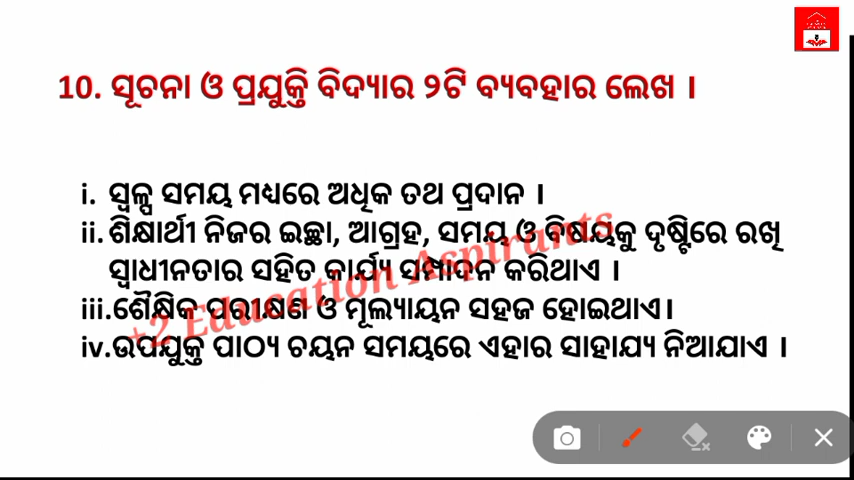 10. ସୂଚନା ଓ ପ୍ରଯୁକ୍ତି ବିଦ୍ୟାର ୨ଟି ବ୍ୟବହାର ଲେଖ ।
i. ସ୍ୱଳ୍ପ ସମୟ ମଧ୍ୟରେ ଅଧିକ ତଥ ପ୍ରଦାନ ।
ii. ଶିକ୍ଷାର୍ଥୀ ନିଜର ଇଚ୍ଛା, ଆଗ୍ରହ, ସମୟ ଓ ବିଷୟକୁ ଦୃଷ୍ଟିରେ ରଖି
ସ୍ୱାଧୀନତାର ସହିତ କାର୍ଯ୍ୟ ସମ୍ପାଦନ କରିଥାଏ ।
iii.ଶୈକ୍ଷିକ ପରୀକ୍ଷଣ ଓ ମୂଲ୍ୟାୟନ ସହଜ ହୋଇଥାଏ।
iv.ଉପଯୁକ୍ତ ପାଠ୍ୟ ଚୟନ ସମୟରେ ଏହାର ସାହାଯ୍ୟ ନିଆଯାଏ ।
+2 Education Aspirants